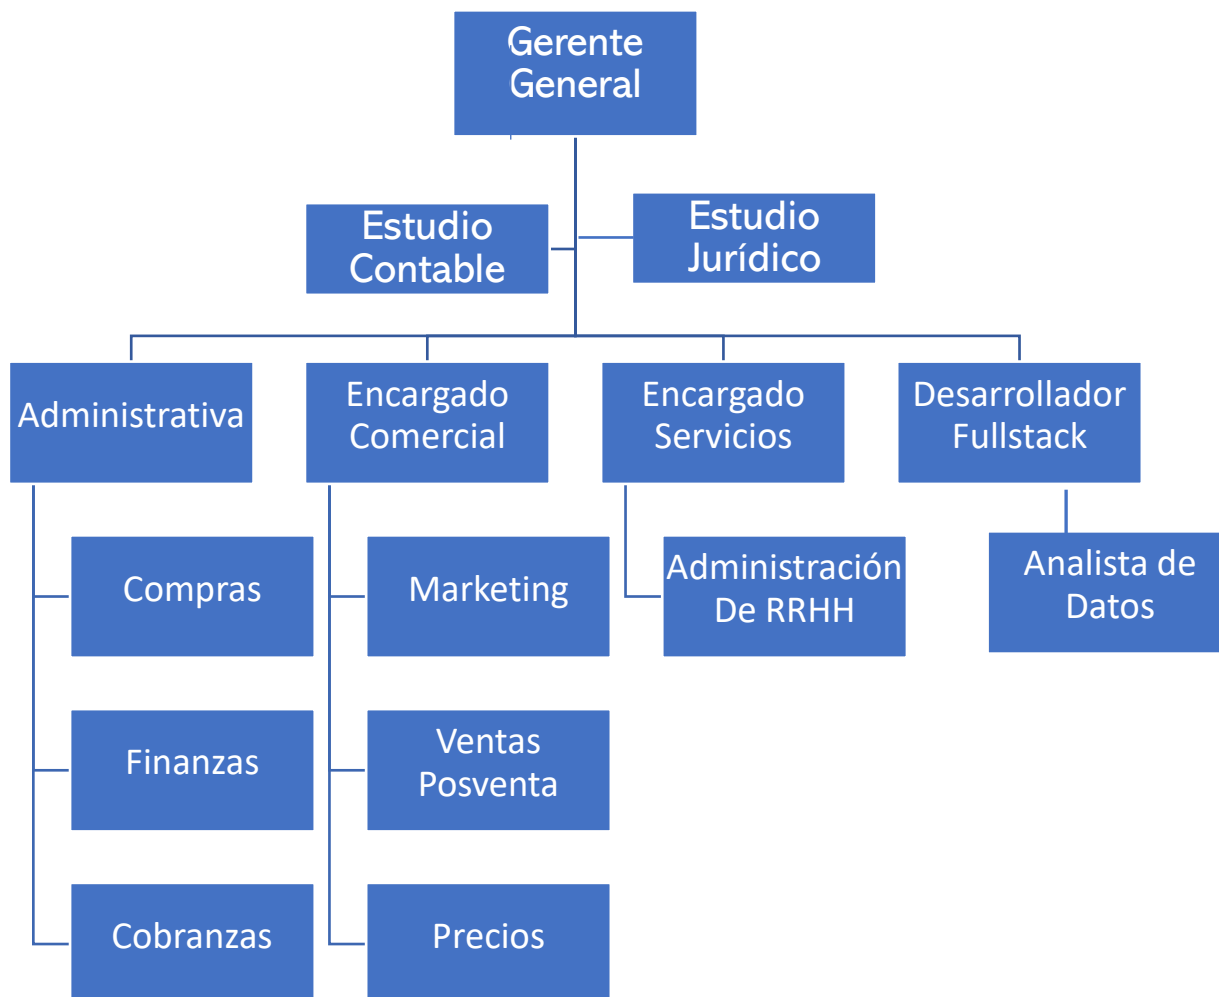 Gerente
General
Estudio
Contable
Estudio
Jurídico
Administrativa
Encargado
Comercial
Encargado
Servicios
Desarrollador
Fullstack
Compras
Marketing
Administración
De RRHH
Analista de
Datos
Finanzas
Ventas
Posventa
Cobranzas
Precios